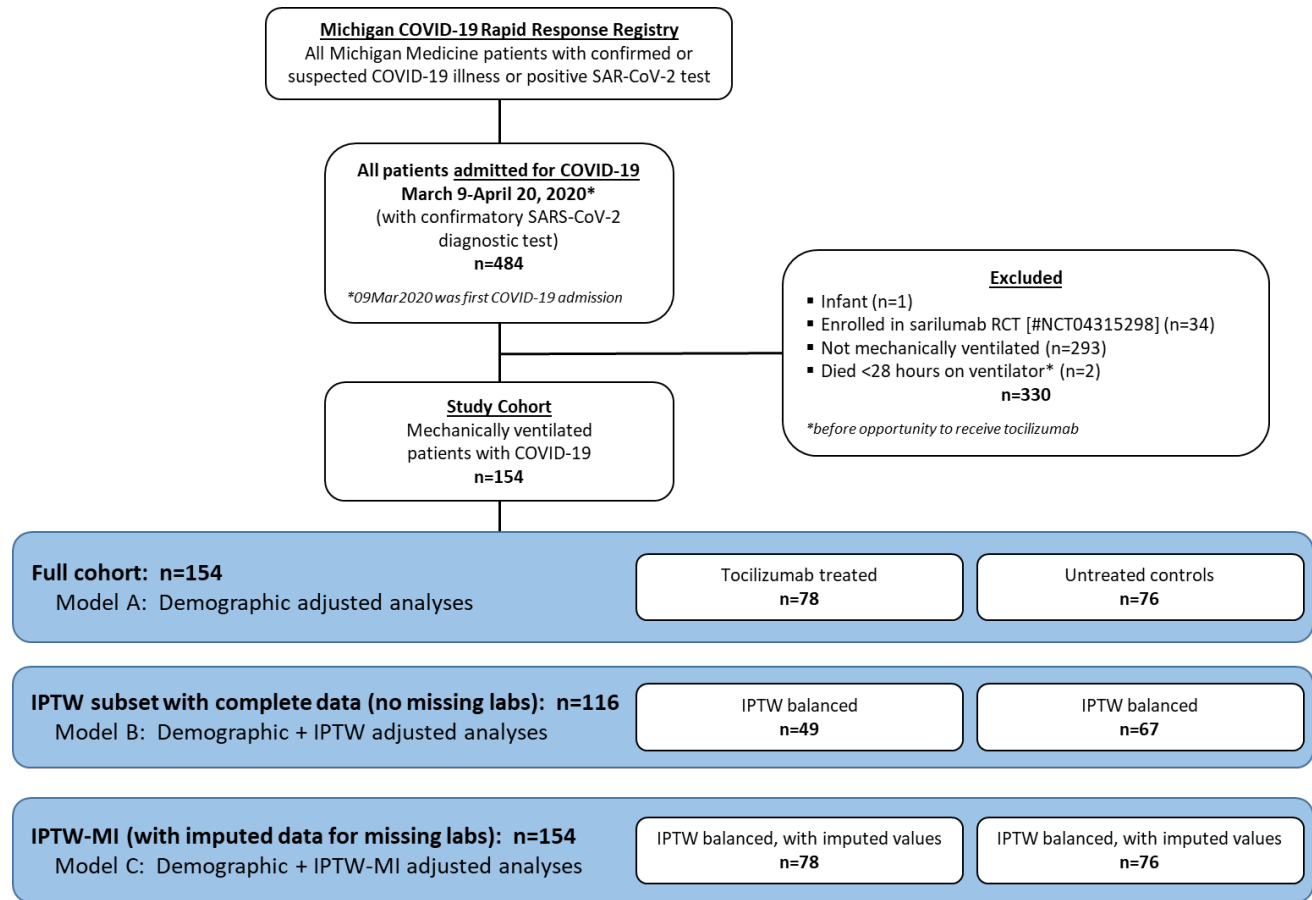 Michigan COVID-19 Rapid Response Registry
All Michigan Medicine patients with confirmed or
suspected COVID-19 illness or positive SAR-CoV-2 test
All patients admitted for COVID-19
March 9-April 20, 2020*
(with confirmatory SARS-CoV-2
diagnostic test)
n=484
*09Mar2020 was first COVID-19 admission
Excluded
▪ Infant (n=1)
▪ Enrolled in sarilumab RCT [#NCT04315298] (n=34)
▪ Not mechanically ventilated (n=293)
▪ Died <28 hours on ventilator* (n=2)
n=330
*before opportunity to receive tocilizumab
Study Cohort
Mechanically ventilated
patients with COVID-19
n=154
Full cohort: n=154
Model A: Demographic adjusted analyses
Tocilizumab treated
n=78
Untreated controls
n=76
IPTW subset with complete data (no missing labs): n=116
Model B: Demographic + IPTW adjusted analyses
IPTW balanced
n=49
IPTW balanced
n=67
IPTW-MI (with imputed data for missing labs): n=154
Model C: Demographic + IPTW-MI adjusted analyses
IPTW balanced, with imputed values
n=78
IPTW balanced, with imputed values
n=76